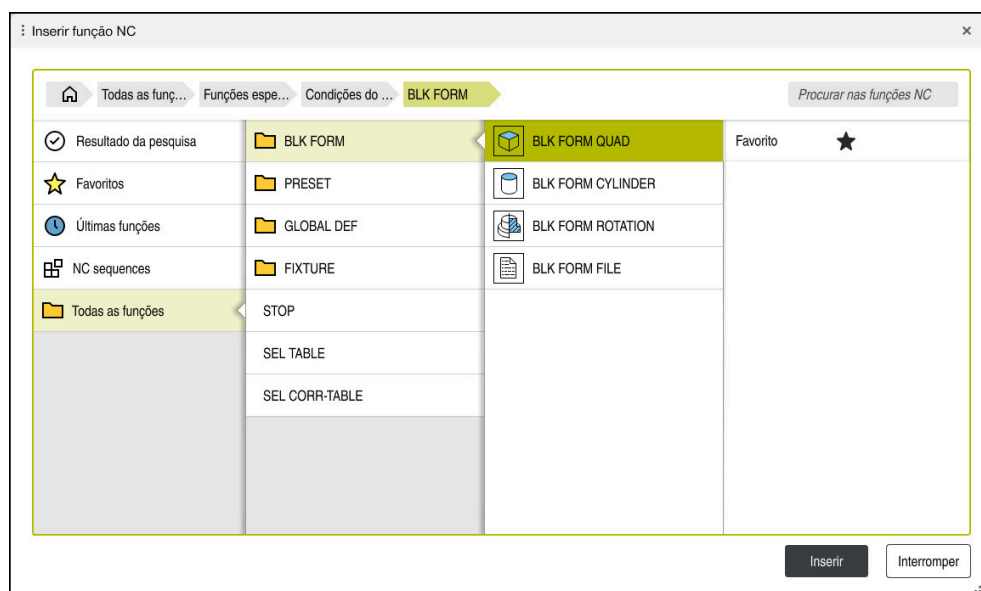 Inserir função NC
Todas as funç...
Funções espe...
Condições do ...
BLK FORM
Procurar nas funções NC
Resultado da pesquisa
Favoritos
Últimas funções
NC sequences
Todas as funções
BLK FORM
PRESET
GLOBAL DEF
FIXTURE
STOP
SEL TABLE
SEL CORR-TABLE
BLK FORM QUAD
BLK FORM CYLINDER
BLK FORM ROTATION
BLK FORM FILE
Favorito
Inserir
Interromper